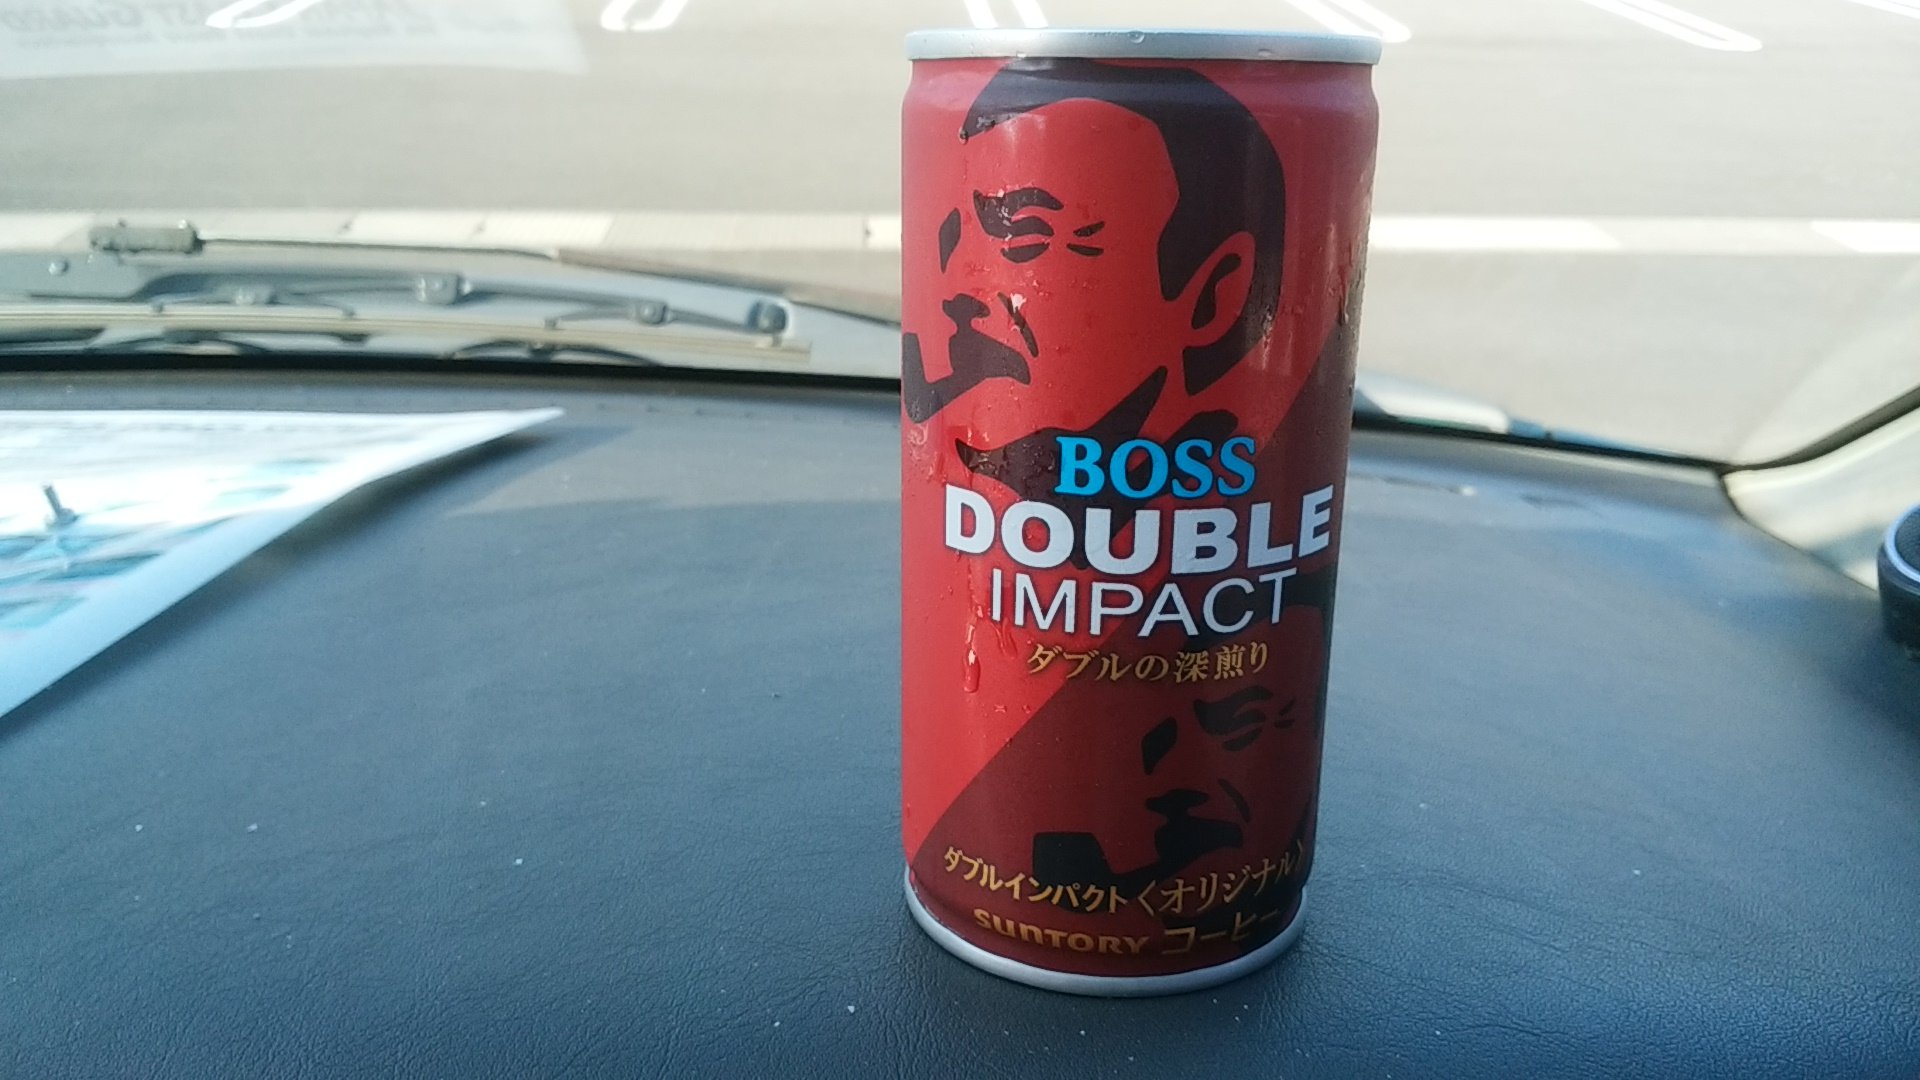 BOSS
DOUBLE
IMPACT
ダブルの深煎り
ダブルインパクト〈オリジナル〉
SUNTORY コーヒー